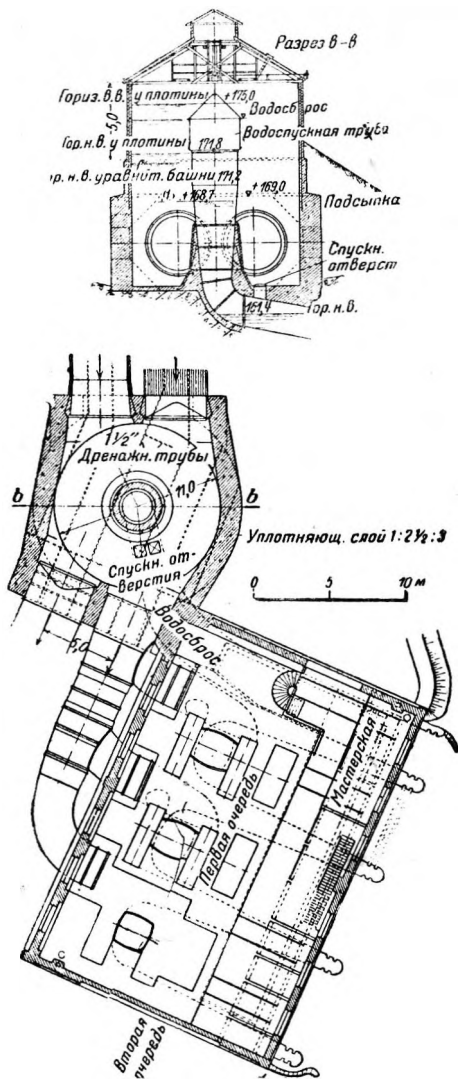 Разрез в-в
Гориз. в.в. у плотины +175,0
Водосброс
-5,0-
Водоспускная труба
Гор. н. в. у плотины 171,8
ор. н. в. уравнит. башни 171,2
+168,7
+169,0
Подсыпка
Спускн.
отверст
161,4 Гор. н. в.
1½"
Дренажн. трубы
11,0
b b
Спускн. от-
верстия
Уплотняющ. слой 1:2½:3
0 5 10 м
5,0
Водосброс
Мастерская
Первая очередь
с
Вторая
очередь